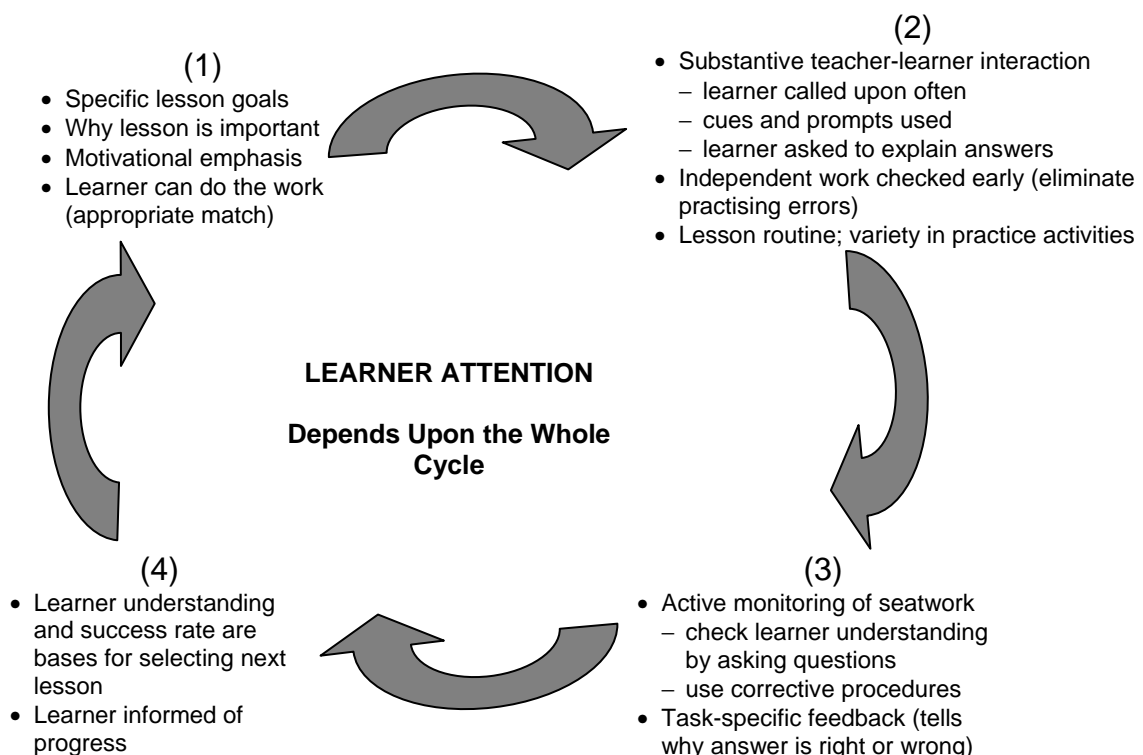 (1)
• Specific lesson goals
• Why lesson is important
• Motivational emphasis
• Learner can do the work
(appropriate match)
(2)
• Substantive teacher-learner interaction
– learner called upon often
– cues and prompts used
– learner asked to explain answers
• Independent work checked early (eliminate
practising errors)
• Lesson routine; variety in practice activities
LEARNER ATTENTION
Depends Upon the Whole
Cycle
(3)
• Active monitoring of seatwork
– check learner understanding
by asking questions
– use corrective procedures
• Task-specific feedback (tells
why answer is right or wrong)
(4)
• Learner understanding
and success rate are
bases for selecting next
lesson
• Learner informed of
progress